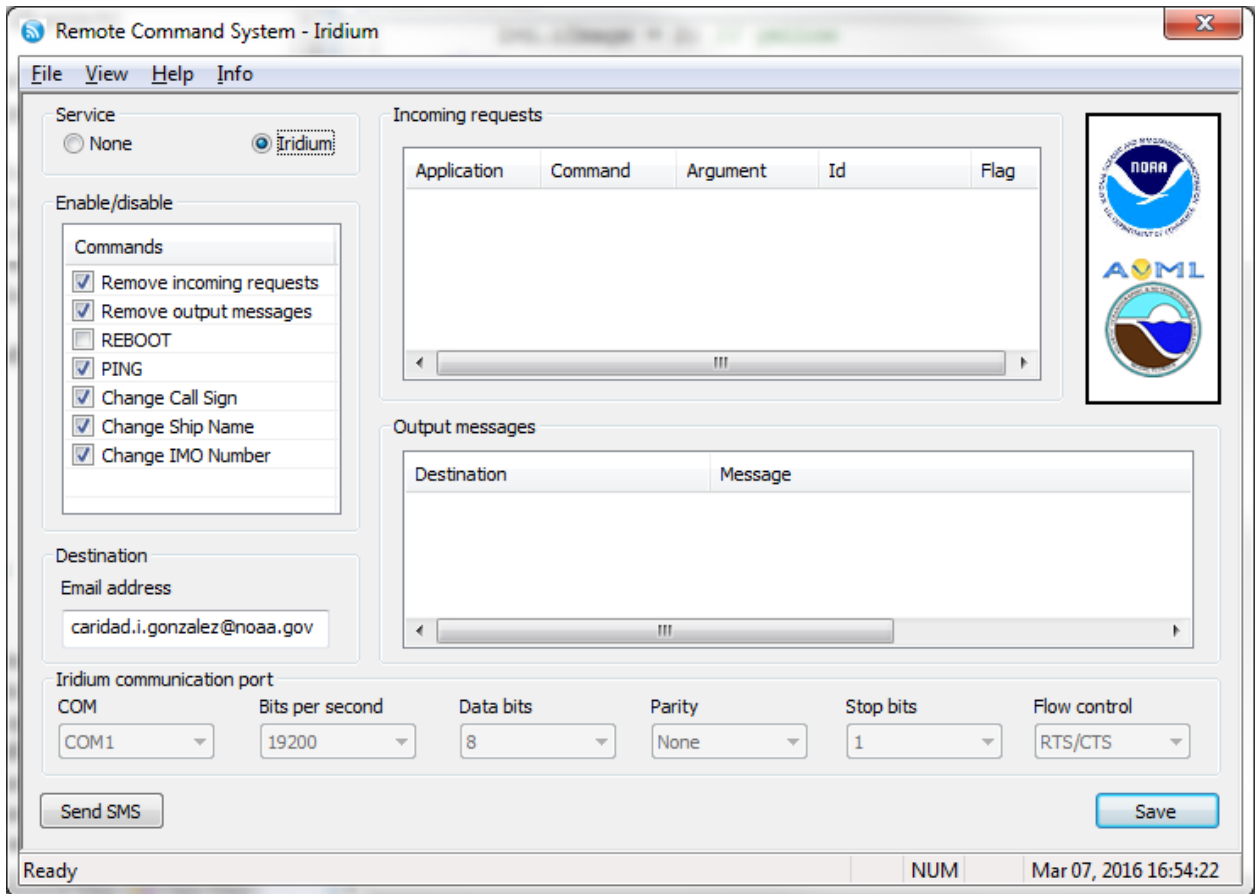 Remote Command System - Iridium
File View Help Info
Service
None Iridium
Enable/disable
Commands
Remove incoming requests
Remove output messages
REBOOT
PING
Change Call Sign
Change Ship Name
Change IMO Number
Destination
Email address
caridad.i.gonzalez@noaa.gov
Incoming requests
Application Command Argument Id Flag
NOAA
AOML
Output messages
Destination Message
Iridium communication port
COM Bits per second Data bits Parity Stop bits Flow control
COM1 19200 8 None 1 RTS/CTS
Send SMS Save
Ready NUM Mar 07, 2016 16:54:22